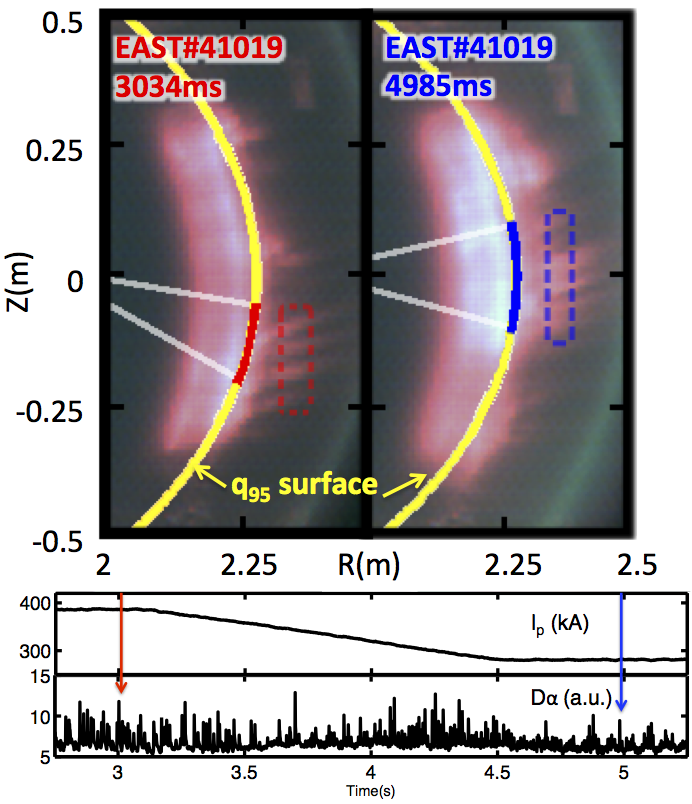 0.5
EAST#41019
3034ms
EAST#41019
4985ms
0.25
Z(m)
0
-0.25
q95 surface
-0.5
2
2.25
R(m)
2.25
2.5
400
Ip (kA)
300
15
Dα (a.u.)
10
5
3
3.5
4
4.5
5
Time(s)